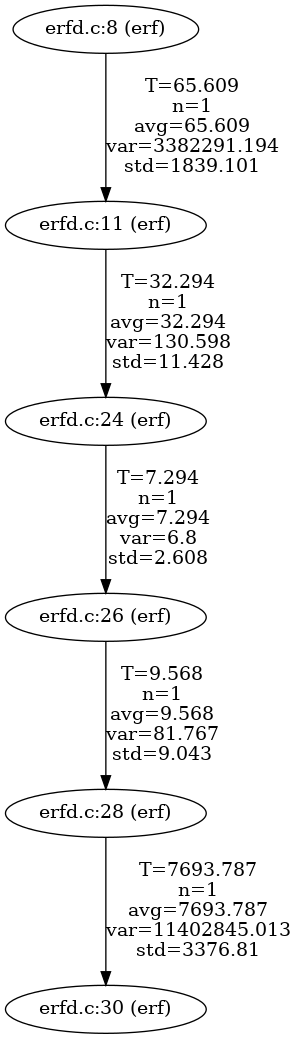 erfd.c:8 (erf)
T=65.609
n=1
avg=65.609
var=3382291.194
std=1839.101
erfd.c:11 (erf)
T=32.294
n=1
avg=32.294
var=130.598
std=11.428
erfd.c:24 (erf)
T=7.294
n=1
avg=7.294
var=6.8
std=2.608
erfd.c:26 (erf)
T=9.568
n=1
avg=9.568
var=81.767
std=9.043
erfd.c:28 (erf)
T=7693.787
n=1
avg=7693.787
var=11402845.013
std=3376.81
erfd.c:30 (erf)